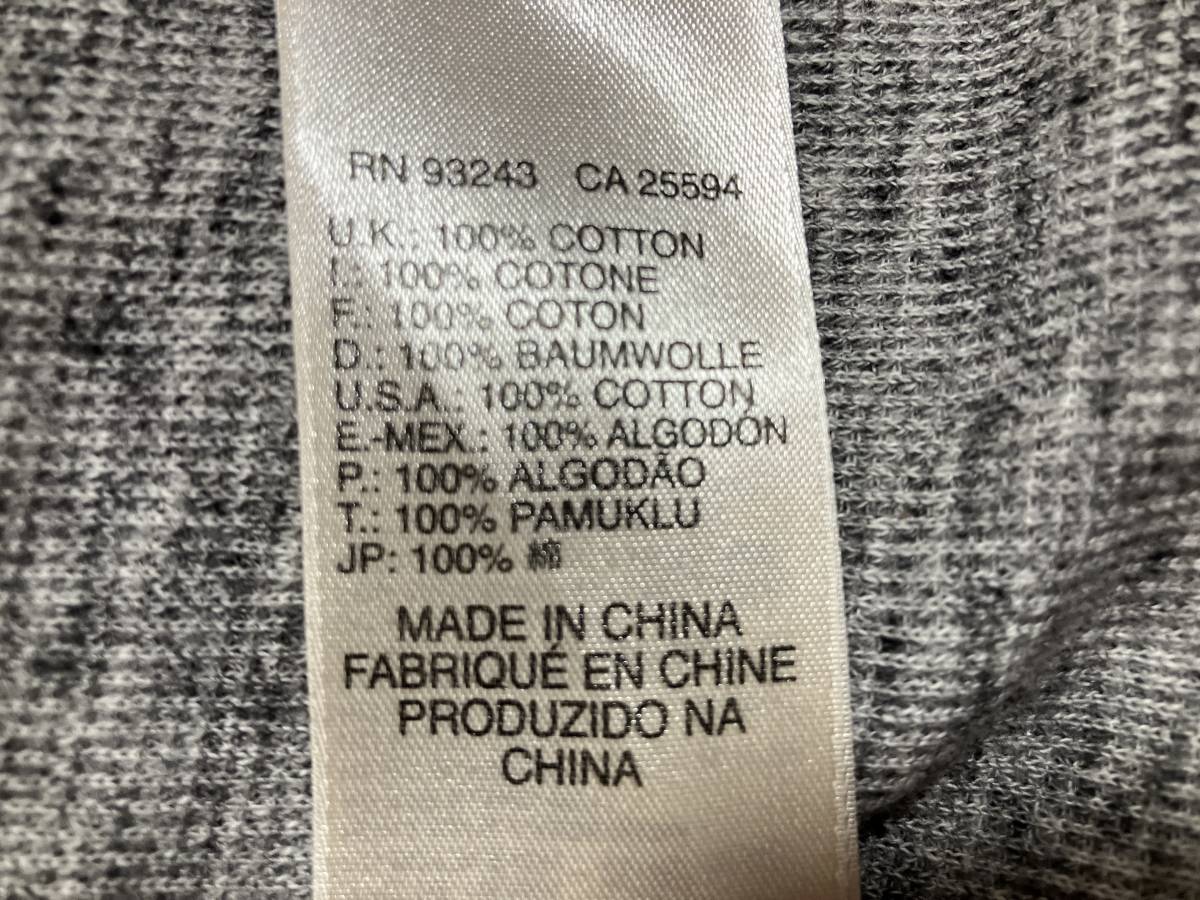 RN 93243 CA 25594
U.K.: 100% COTTON
I.: 100% COTONE
F.: 100% COTON
D.: 100% BAUMWOLLE
U.S.A.: 100% COTTON
E.-MEX.: 100% ALGODÓN
P.: 100% ALGODÃO
T.: 100% PAMUKLU
JP: 100% 綿
MADE IN CHINA
FABRIQUÉ EN CHINE
PRODUZIDO NA
CHINA